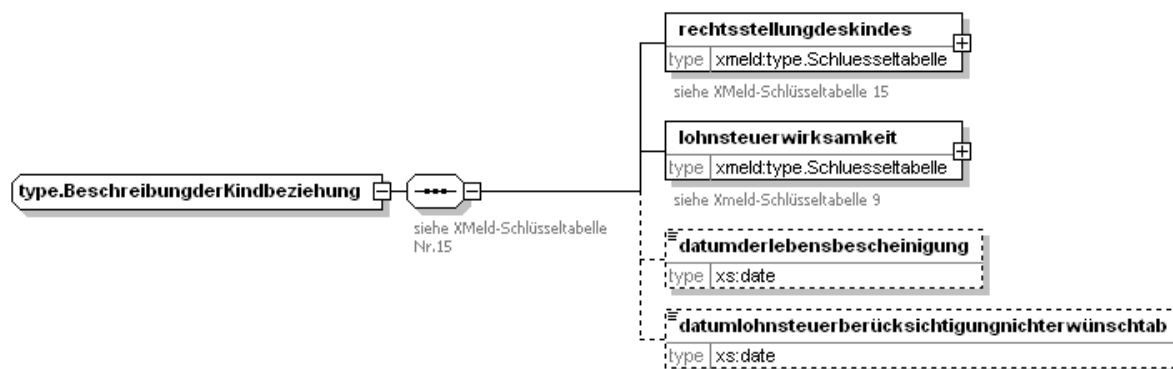 rechtsstellungdeskindes
type xmeld:type.Schluesseltabelle
siehe XMeld-Schlüsseltabelle 15
lohnsteuerwirksamkeit
type xmeld:type.Schluesseltabelle
siehe Xmeld-Schlüsseltabelle 9
type.BeschreibungderKindbeziehung
siehe XMeld-Schlüsseltabelle
Nr.15
datumderlebensbescheinigung
type xs:date
datumlohnsteuerberücksichtigungnichterwünschtab
type xs:date